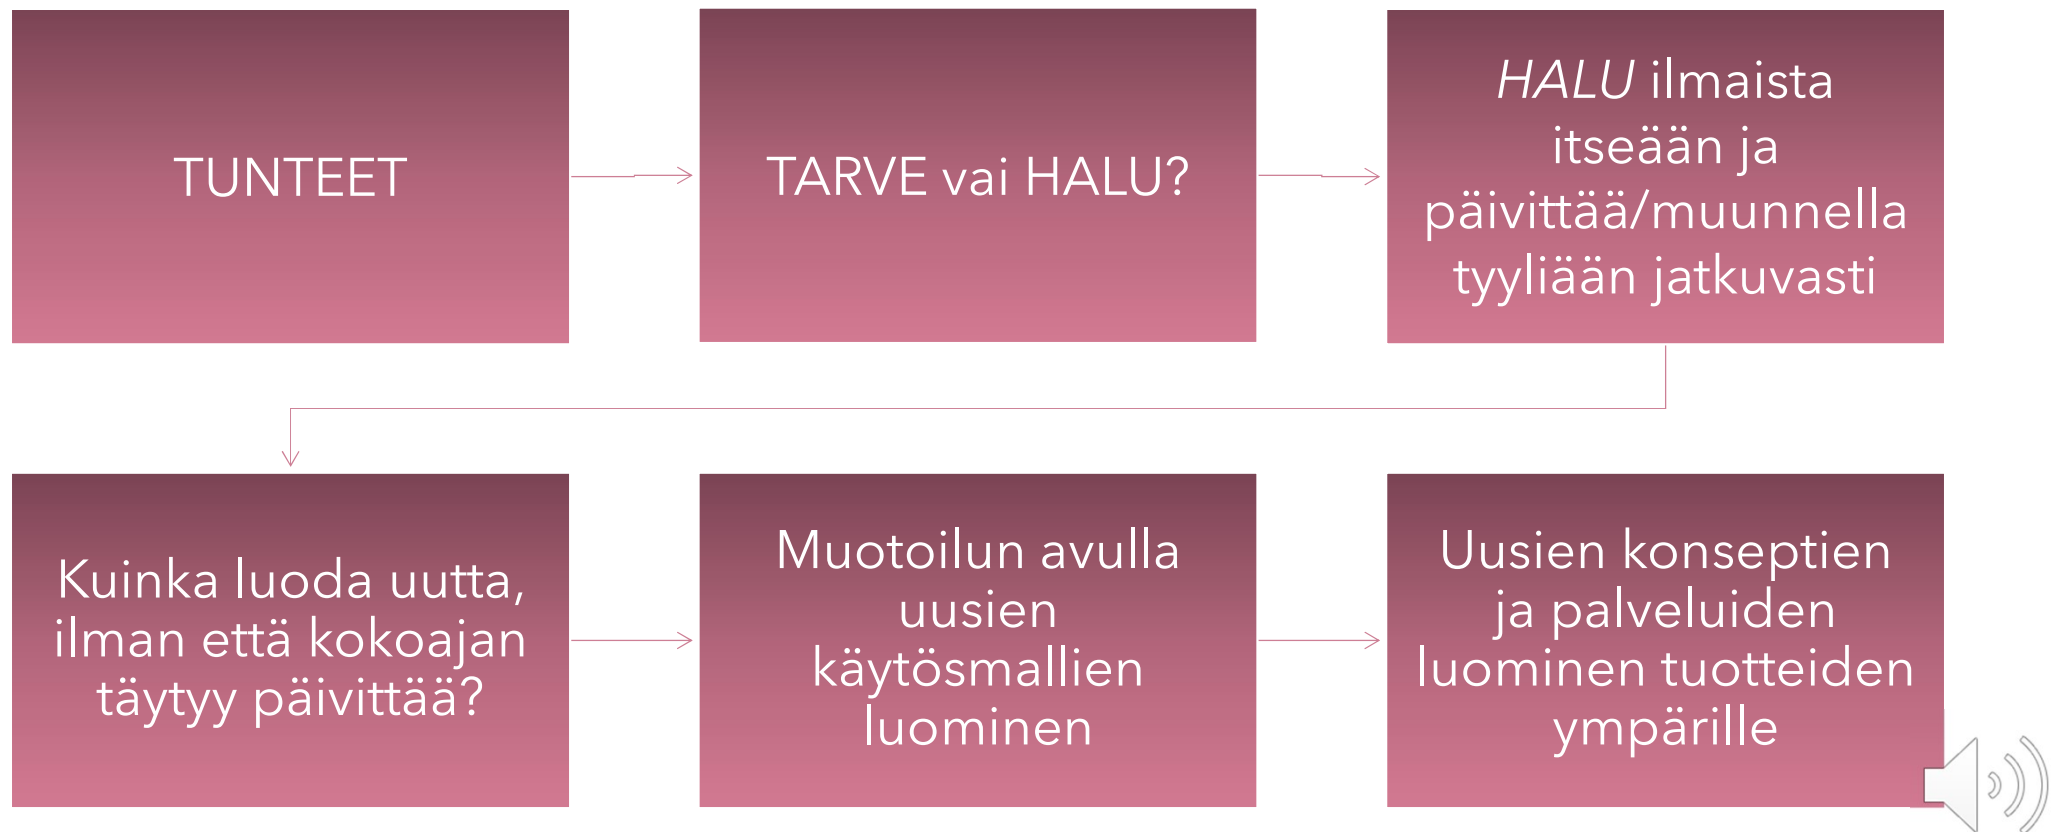 TUNTEET
TARVE vai HALU?
HALU ilmaista
itseään ja
päivittää/muunnella
tyyliään jatkuvasti
Kuinka luoda uutta,
ilman että kokoajan
täytyy päivittää?
Muotoilun avulla
uusien
käytösmallien
luominen
Uusien konseptien
ja palveluiden
luominen tuotteiden
ympärille